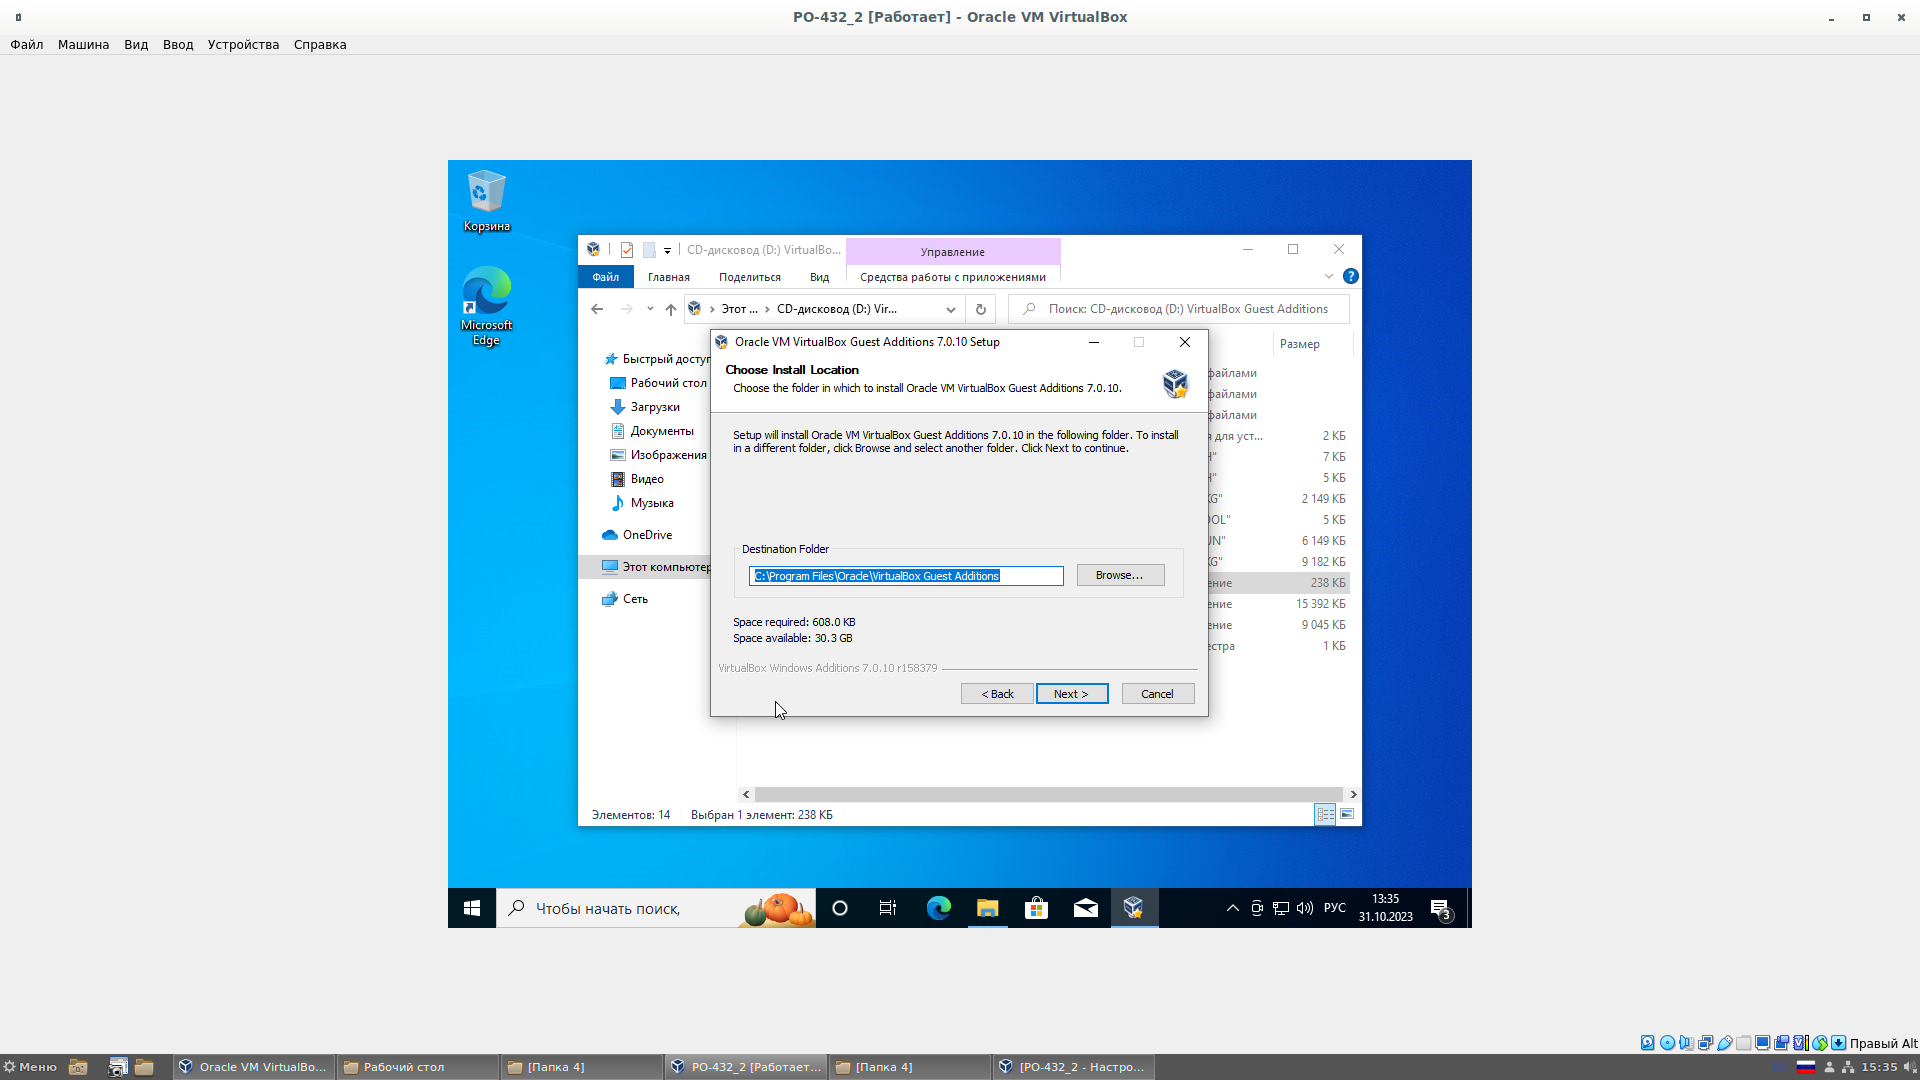 PO-432_2 [Работает] - Oracle VM VirtualBox
Файл Машина Вид Ввод Устройства Справка
Корзина
Microsoft
Edge
CD-дисковод (D:) VirtualBo...
Управление
Файл Главная Поделиться Вид Средства работы с приложениями
Этот ... CD-дисковод (D:) Vir...
Поиск: CD-дисковод (D:) VirtualBox Guest Additions
Размер
Быстрый досту
Рабочий стол
Загрузки
Документы
Изображения
Видео
Музыка
OneDrive
Этот компьютер
Сеть
Oracle VM VirtualBox Guest Additions 7.0.10 Setup
Choose Install Location
Choose the folder in which to install Oracle VM VirtualBox Guest Additions 7.0.10.
Setup will install Oracle VM VirtualBox Guest Additions 7.0.10 in the following folder. To install
in a different folder, click Browse and select another folder. Click Next to continue.
Destination Folder
C:\Program Files\Oracle\VirtualBox Guest Additions
Browse...
Space required: 608.0 KB
Space available: 30.3 GB
VirtualBox Windows Additions 7.0.10 r158379
< Back Next > Cancel
файлами
файлами
файлами
я для уст... 2 КБ
H" 7 КБ
H" 5 КБ
KG" 2 149 КБ
OOL" 5 КБ
UN" 6 149 КБ
KG" 9 182 КБ
ение 238 КБ
ение 15 392 КБ
ение 9 045 КБ
естра 1 КБ
Элементов: 14 Выбран 1 элемент: 238 КБ
Чтобы начать поиск,
РУС
13:35
31.10.2023
3
Правый Alt
Меню
Oracle VM VirtualBo...
Рабочий стол
[Папка 4]
PO-432_2 [Работает...
[Папка 4]
[PO-432_2 - Настро...
15:35